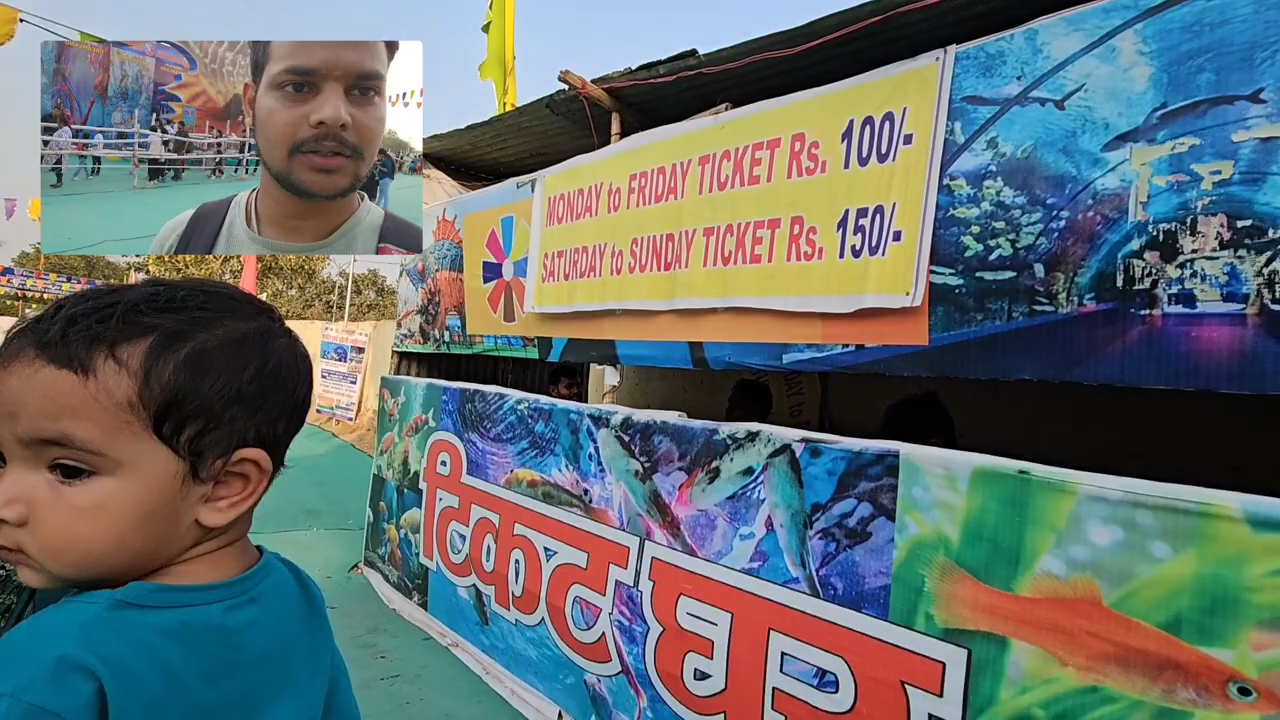 MONDAY to FRIDAY TICKET Rs. 100/-
SATURDAY to SUNDAY TICKET Rs. 150/-
टिकट घर